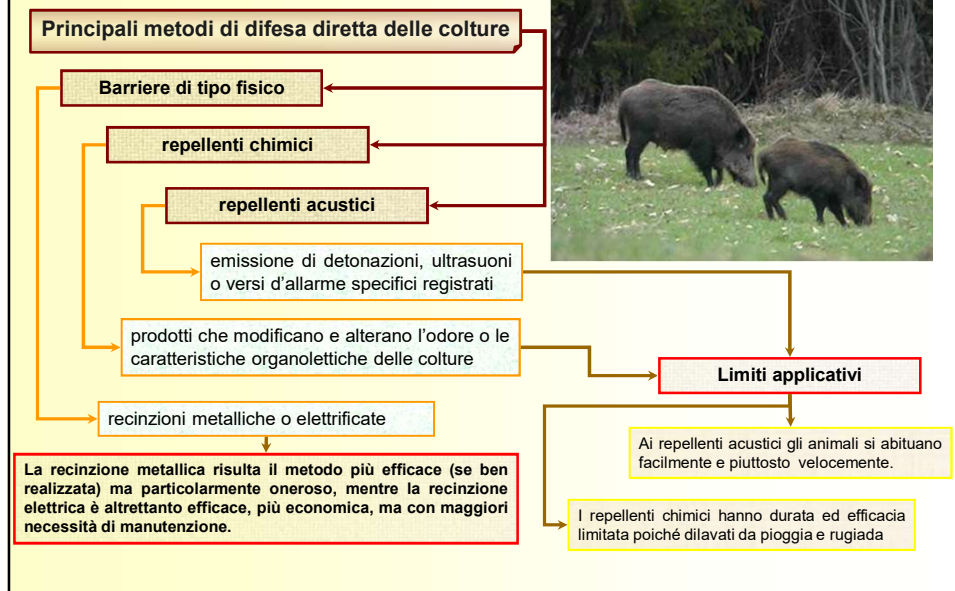 Principali metodi di difesa diretta delle colture
Barriere di tipo fisico
repellenti chimici
repellenti acustici
emissione di detonazioni, ultrasuoni
o versi d'allarme specifici registrati
prodotti che modificano e alterano l'odore o le
caratteristiche organolettiche delle colture
recinzioni metalliche o elettrificate
La recinzione metallica risulta il metodo più efficace (se ben
realizzata) ma particolarmente oneroso, mentre la recinzione
elettrica è altrettanto efficace, più economica, ma con maggiori
necessità di manutenzione.
Limiti applicativi
Ai repellenti acustici gli animali si abituano
facilmente e piuttosto velocemente.
I repellenti chimici hanno durata ed efficacia
limitata poiché dilavati da pioggia e rugiada